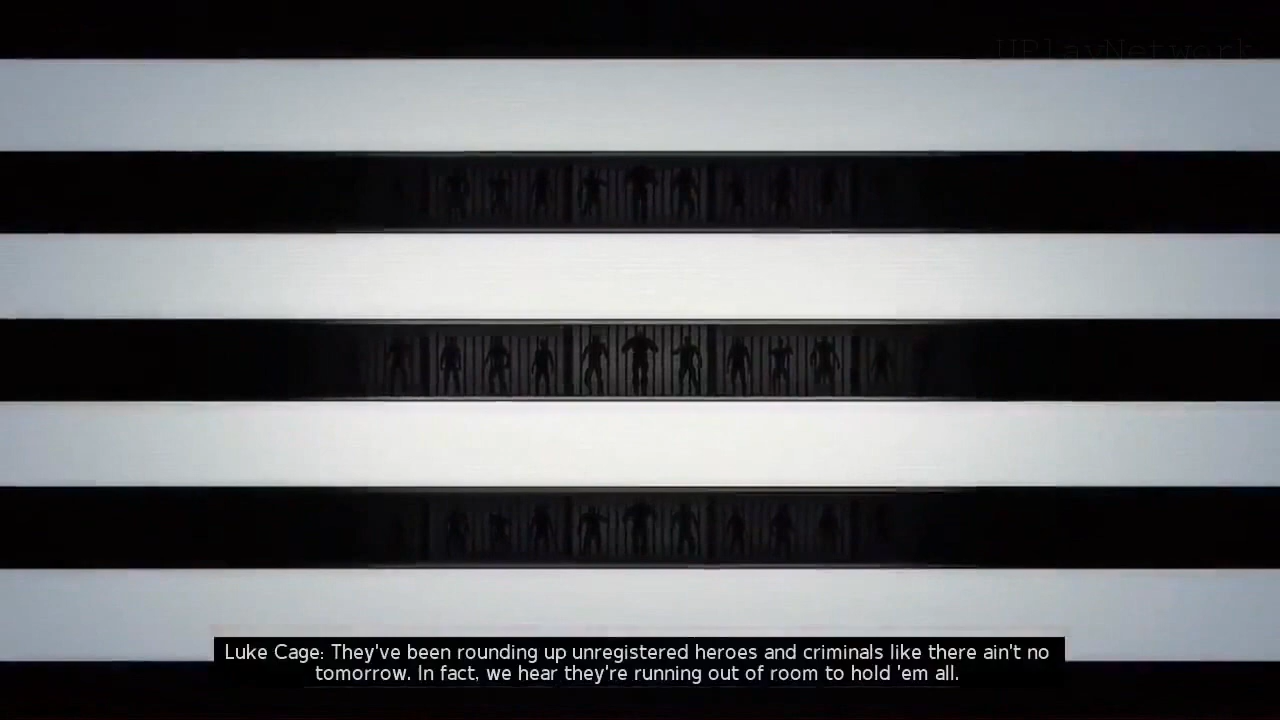 UPlayNetwork
Luke Cage: They've been rounding up unregistered heroes and criminals like there ain't no
tomorrow. In fact, we hear they're running out of room to hold 'em all.